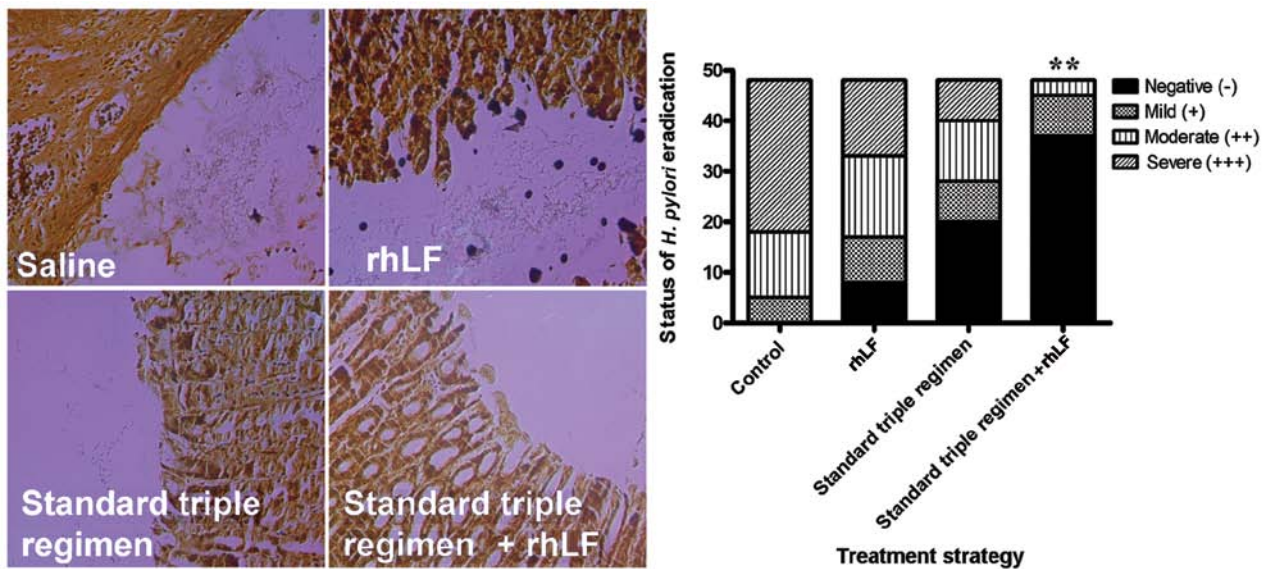 Saline
rhLF
Standard triple
regimen
Standard triple
regimen + rhLF
Status of H. pylori eradication
50
40
30
20
10
0
**
Negative (-)
Mild (+)
Moderate (++)
Severe (+++)
Control
rhLF
Standard triple regimen
Standard triple regimen +rhLF
Treatment strategy